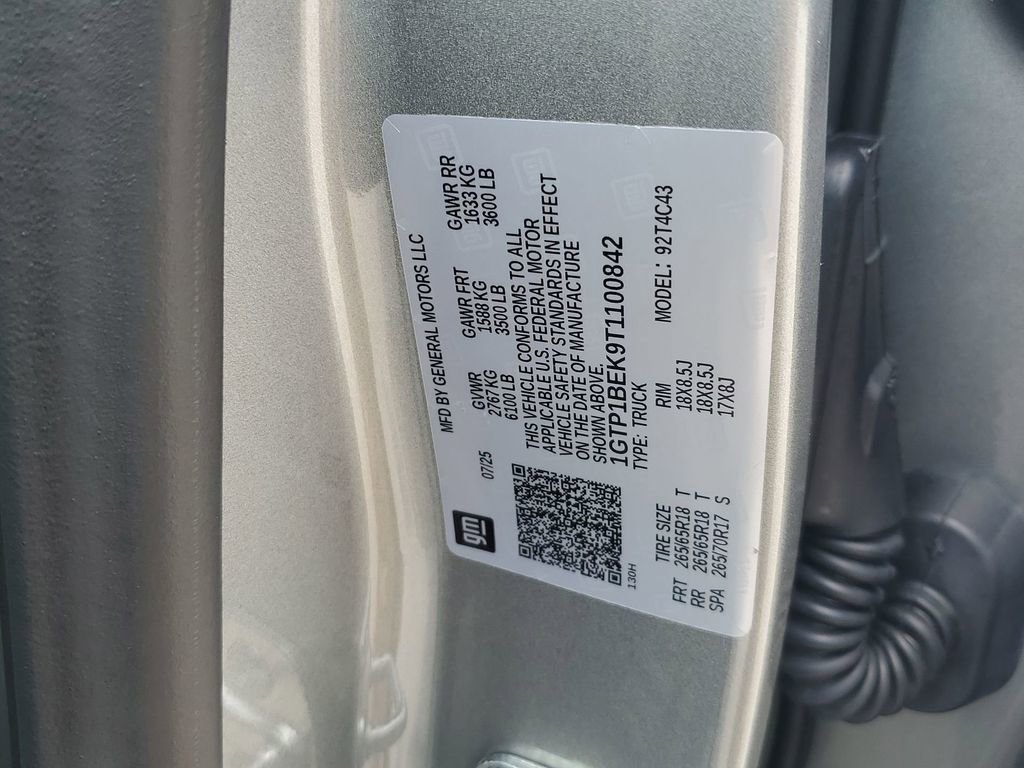 gm
MFD BY GENERAL MOTORS LLC
07/25
GVWR GAWR FRT GAWR RR
2767 KG 1588 KG 1633 KG
6100 LB 3500 LB 3600 LB
THIS VEHICLE CONFORMS TO ALL
APPLICABLE U.S. FEDERAL MOTOR
VEHICLE SAFETY STANDARDS IN EFFECT
ON THE DATE OF MANUFACTURE
SHOWN ABOVE.
1GTP1BEK9T1100842
TYPE: TRUCK MODEL: 92T4C43
130H
TIRE SIZE RIM
FRT 265/65R18 T 18X8.5J
RR 265/65R18 T 18X8.5J
SPA 265/70R17 S 17X8J